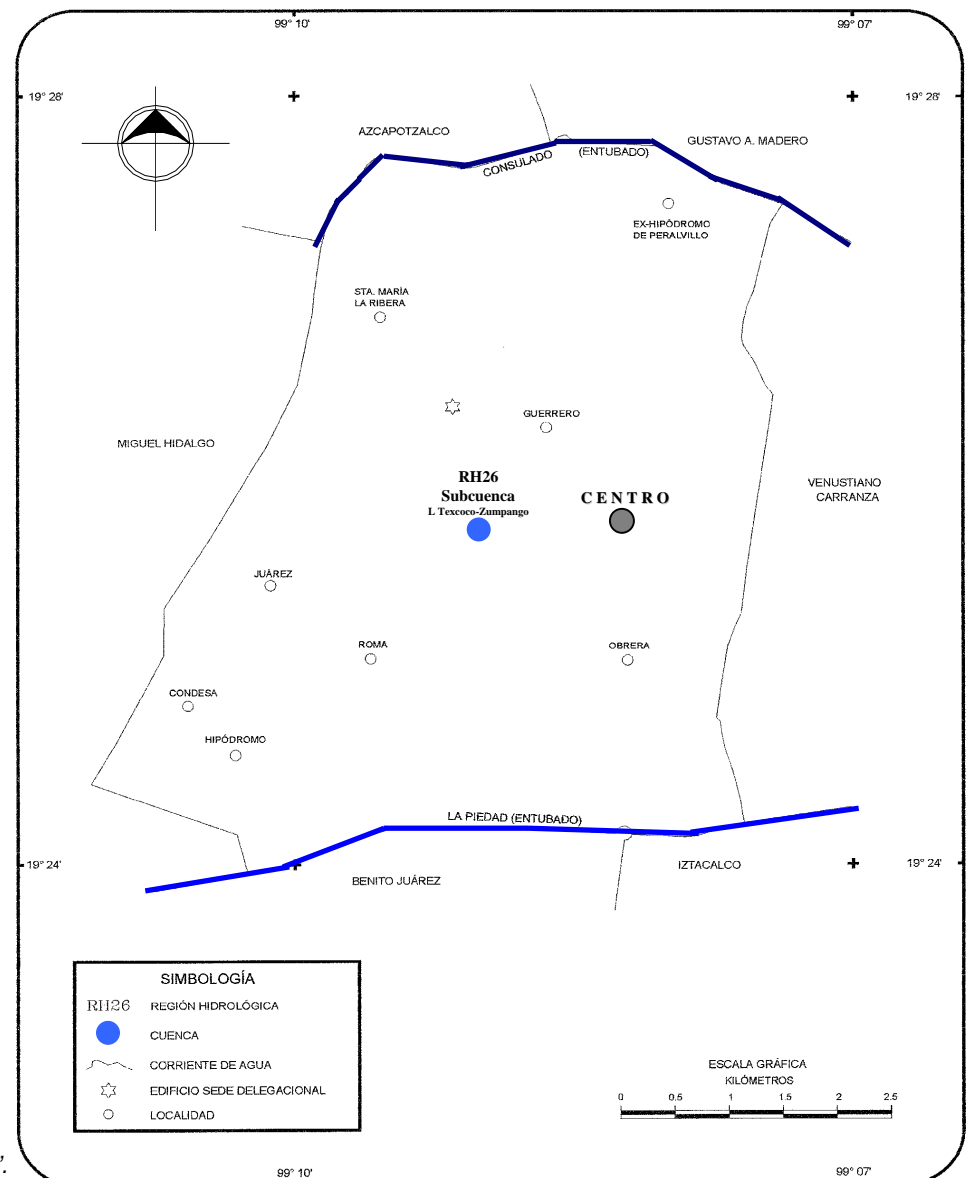 99° 10'
99° 07'
19° 28'
19° 28'
AZCAPOTZALCO
GUSTAVO A. MADERO
CONSULADO
(ENTUBADO)
EX-HIPÓDROMO
DE PERALVILLO
STA. MARÍA
LA RIBERA
GUERRERO
MIGUEL HIDALGO
RH26
Subcuenca
L Texcoco-Zumpango
CENTRO
VENUSTIANO
CARRANZA
JUÁREZ
ROMA
OBRERA
CONDESA
HIPÓDROMO
LA PIEDAD (ENTUBADO)
19° 24'
19° 24'
BENITO JUÁREZ
IZTACALCO
SIMBOLOGÍA
RH26 REGIÓN HIDROLÓGICA
CUENCA
CORRIENTE DE AGUA
EDIFICIO SEDE DELEGACIONAL
LOCALIDAD
ESCALA GRÁFICA
KILÓMETROS
0 0.5 1 1.5 2 2.5
99° 10'
99° 07'